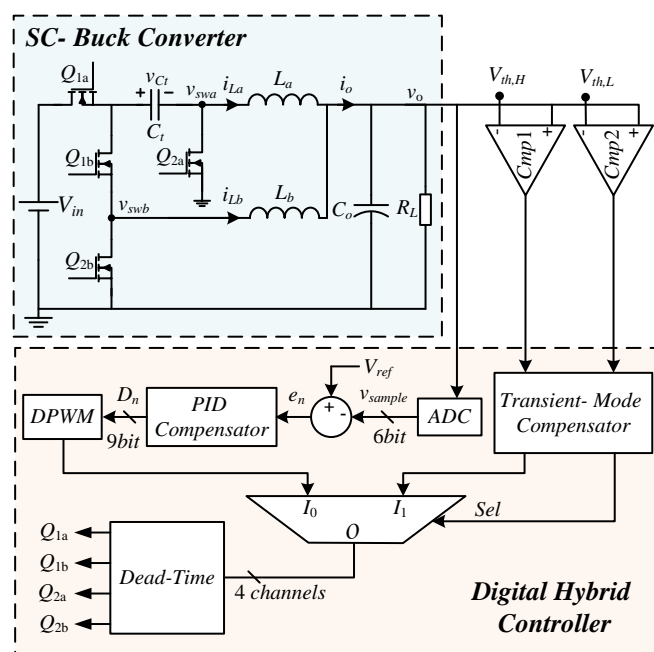 SC- Buck Converter
Q1a
vCt
+ -
vswa
iLa
La
io
vo
Vth,H
Vth,L
Ct
- +
- +
Cmp1
Cmp2
Q1b
Q2a
Vin
vswb
iLb
Lb
Co
RL
Q2b
Vref
DPWM
Dn
9bit
PID
Compensator
en
+ -
vsample
6bit
ADC
Transient- Mode
Compensator
I0
I1
Sel
O
Q1a
Q1b
Q2a
Q2b
Dead-Time
4 channels
Digital Hybrid
Controller